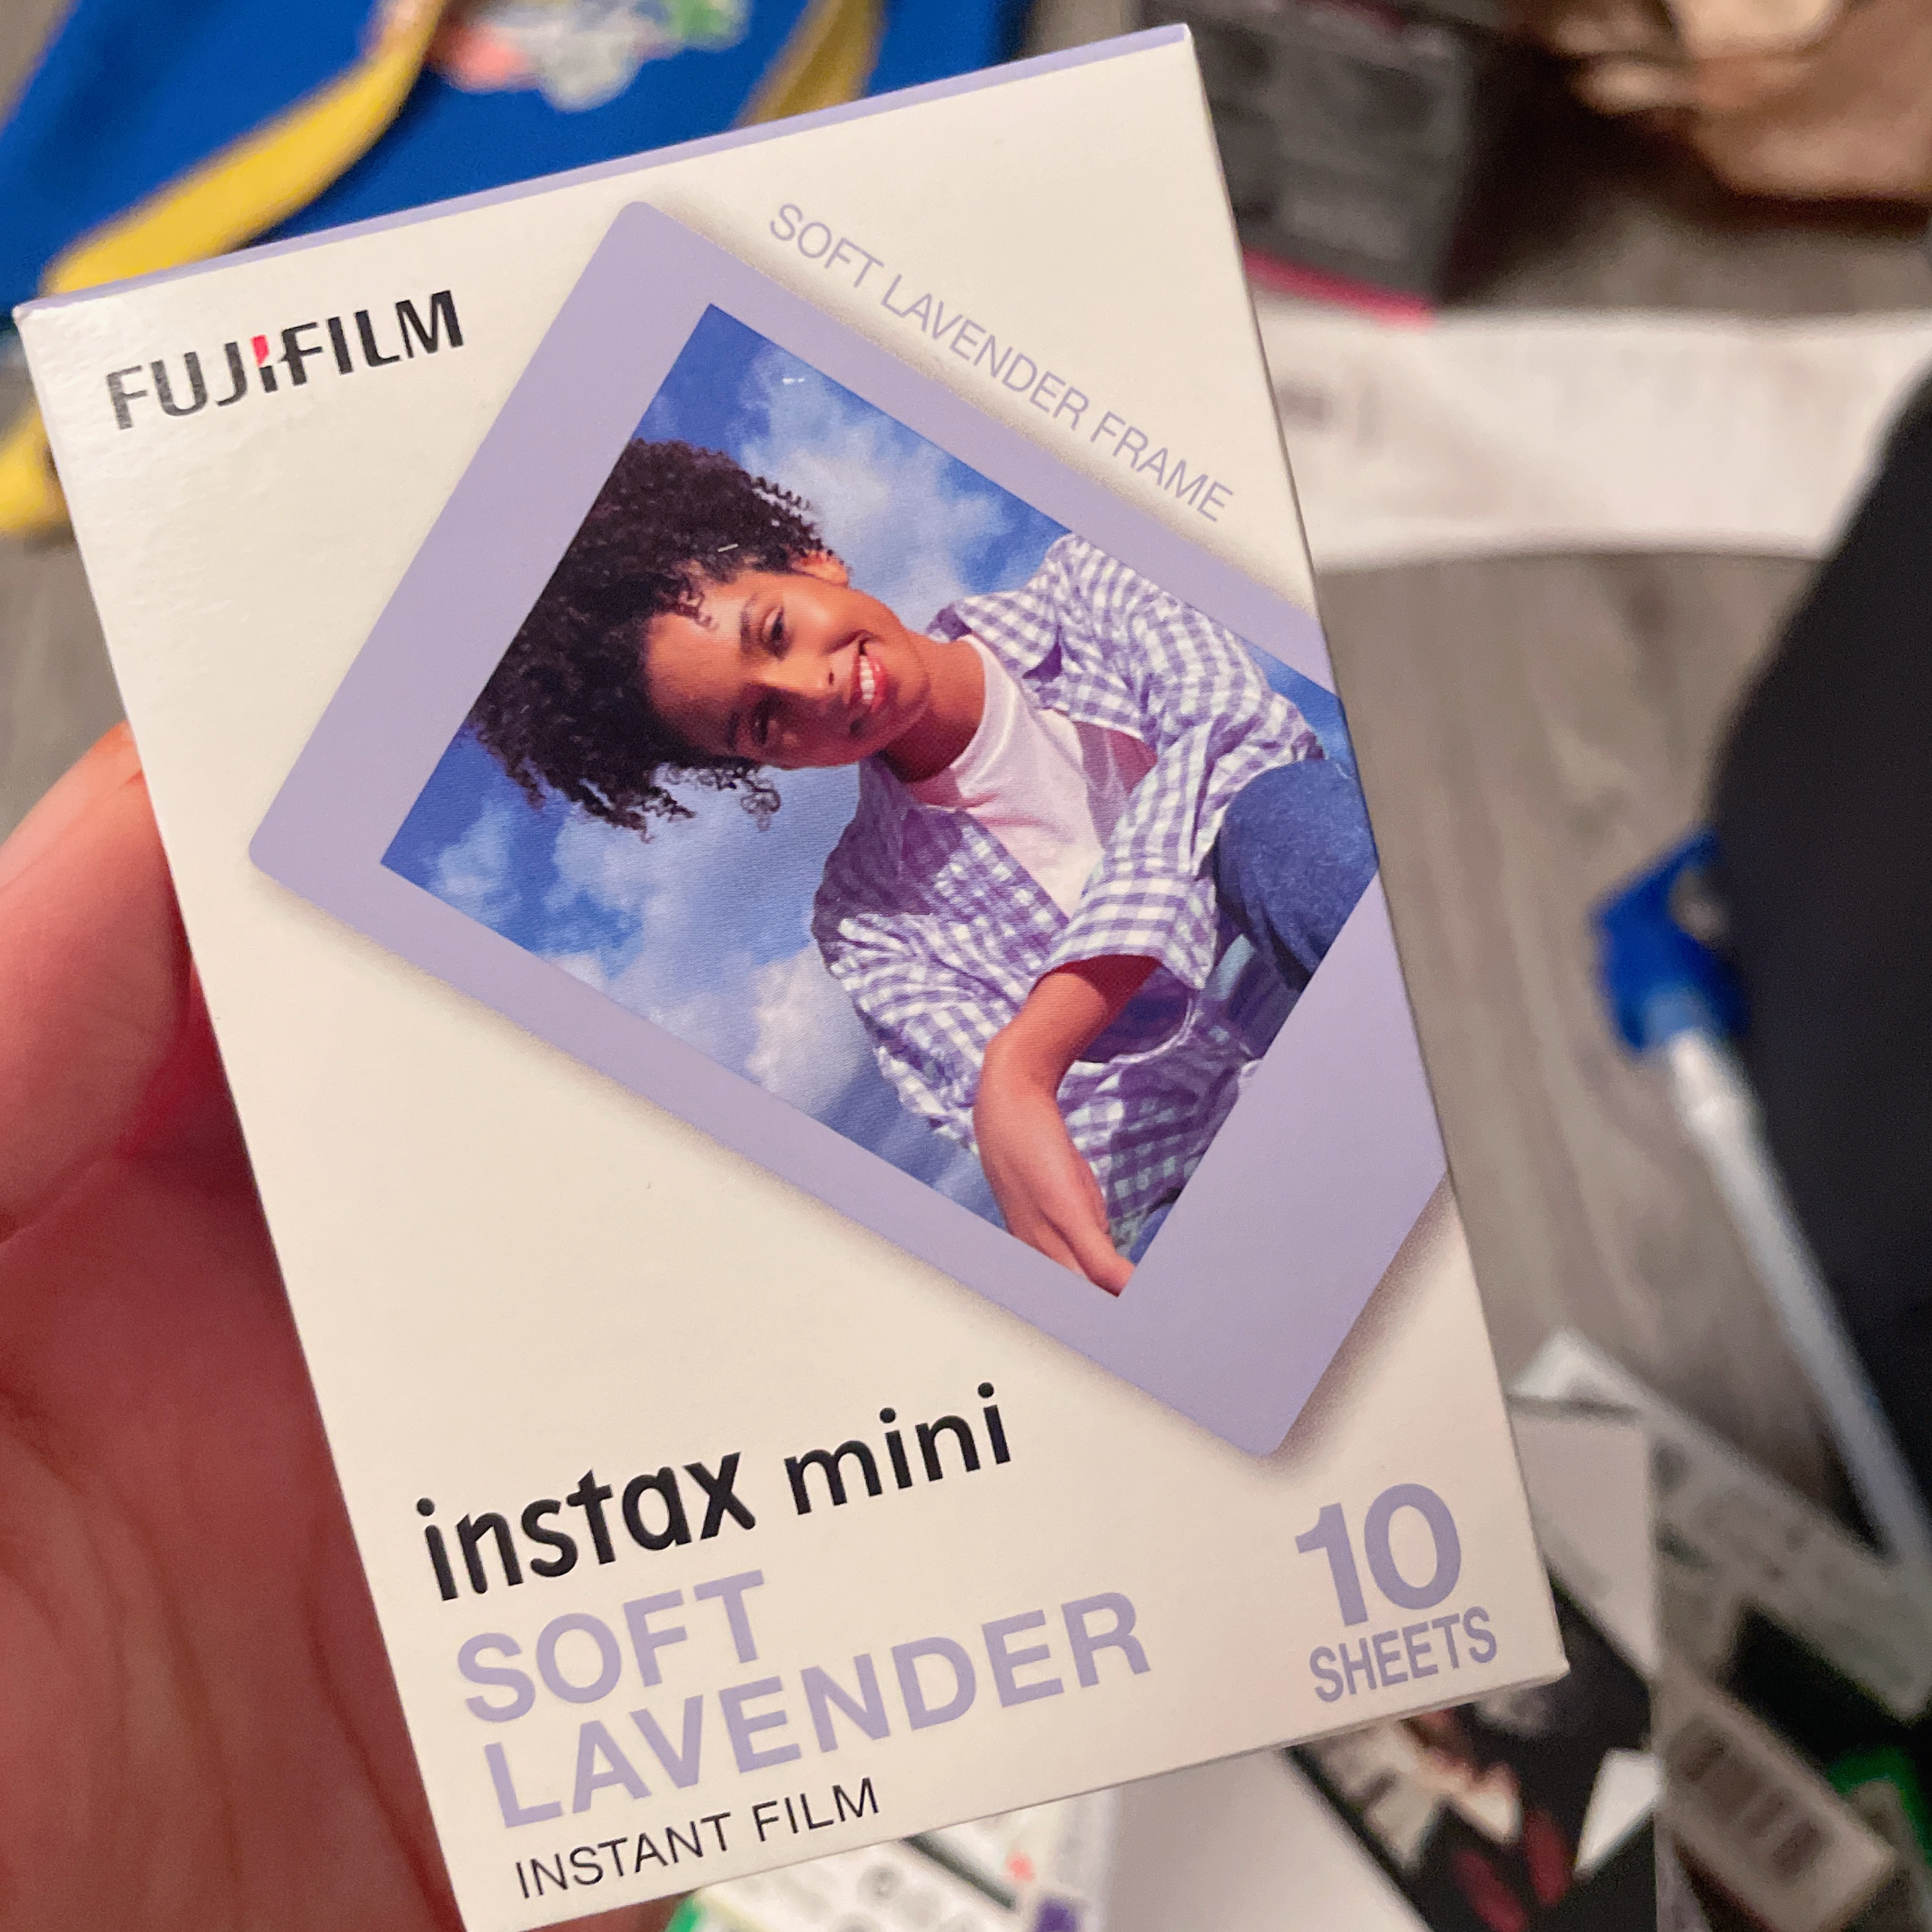 FUJIFILM
SOFT LAVENDER FRAME
instax mini
SOFT
LAVENDER
INSTANT FILM
10
SHEETS